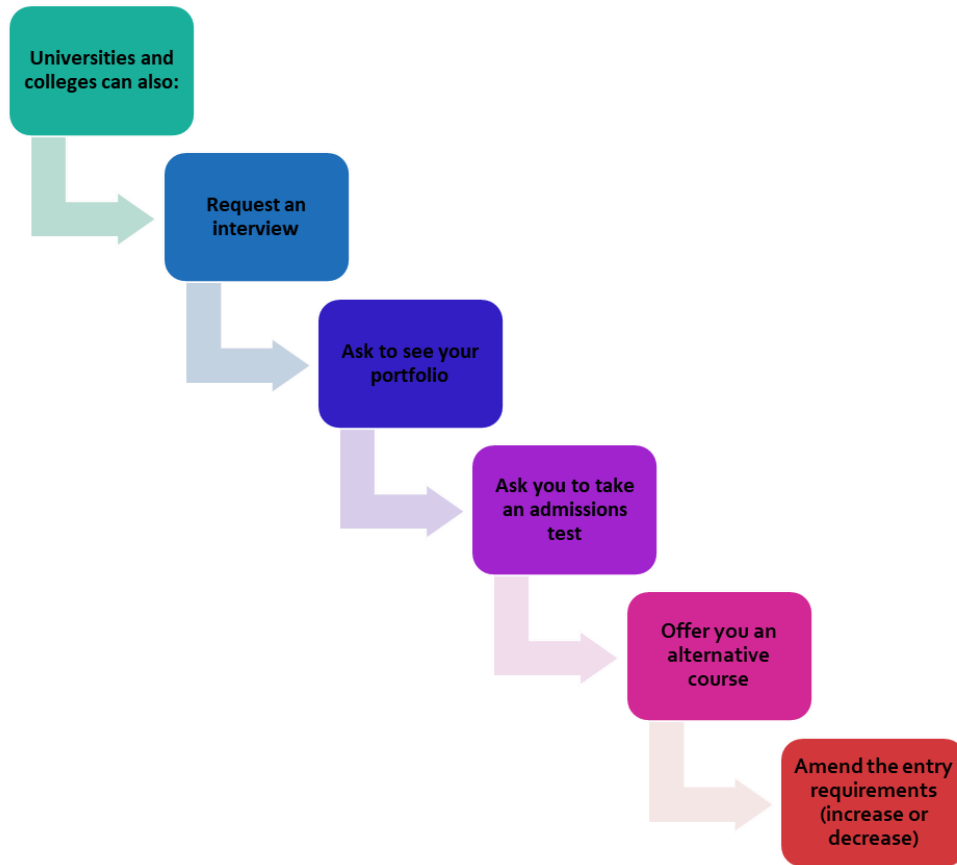 Universities and
colleges can also:
Request an
interview
Ask to see your
portfolio
Ask you to take
an admissions
test
Offer you an
alternative
course
Amend the entry
requirements
(increase or
decrease)